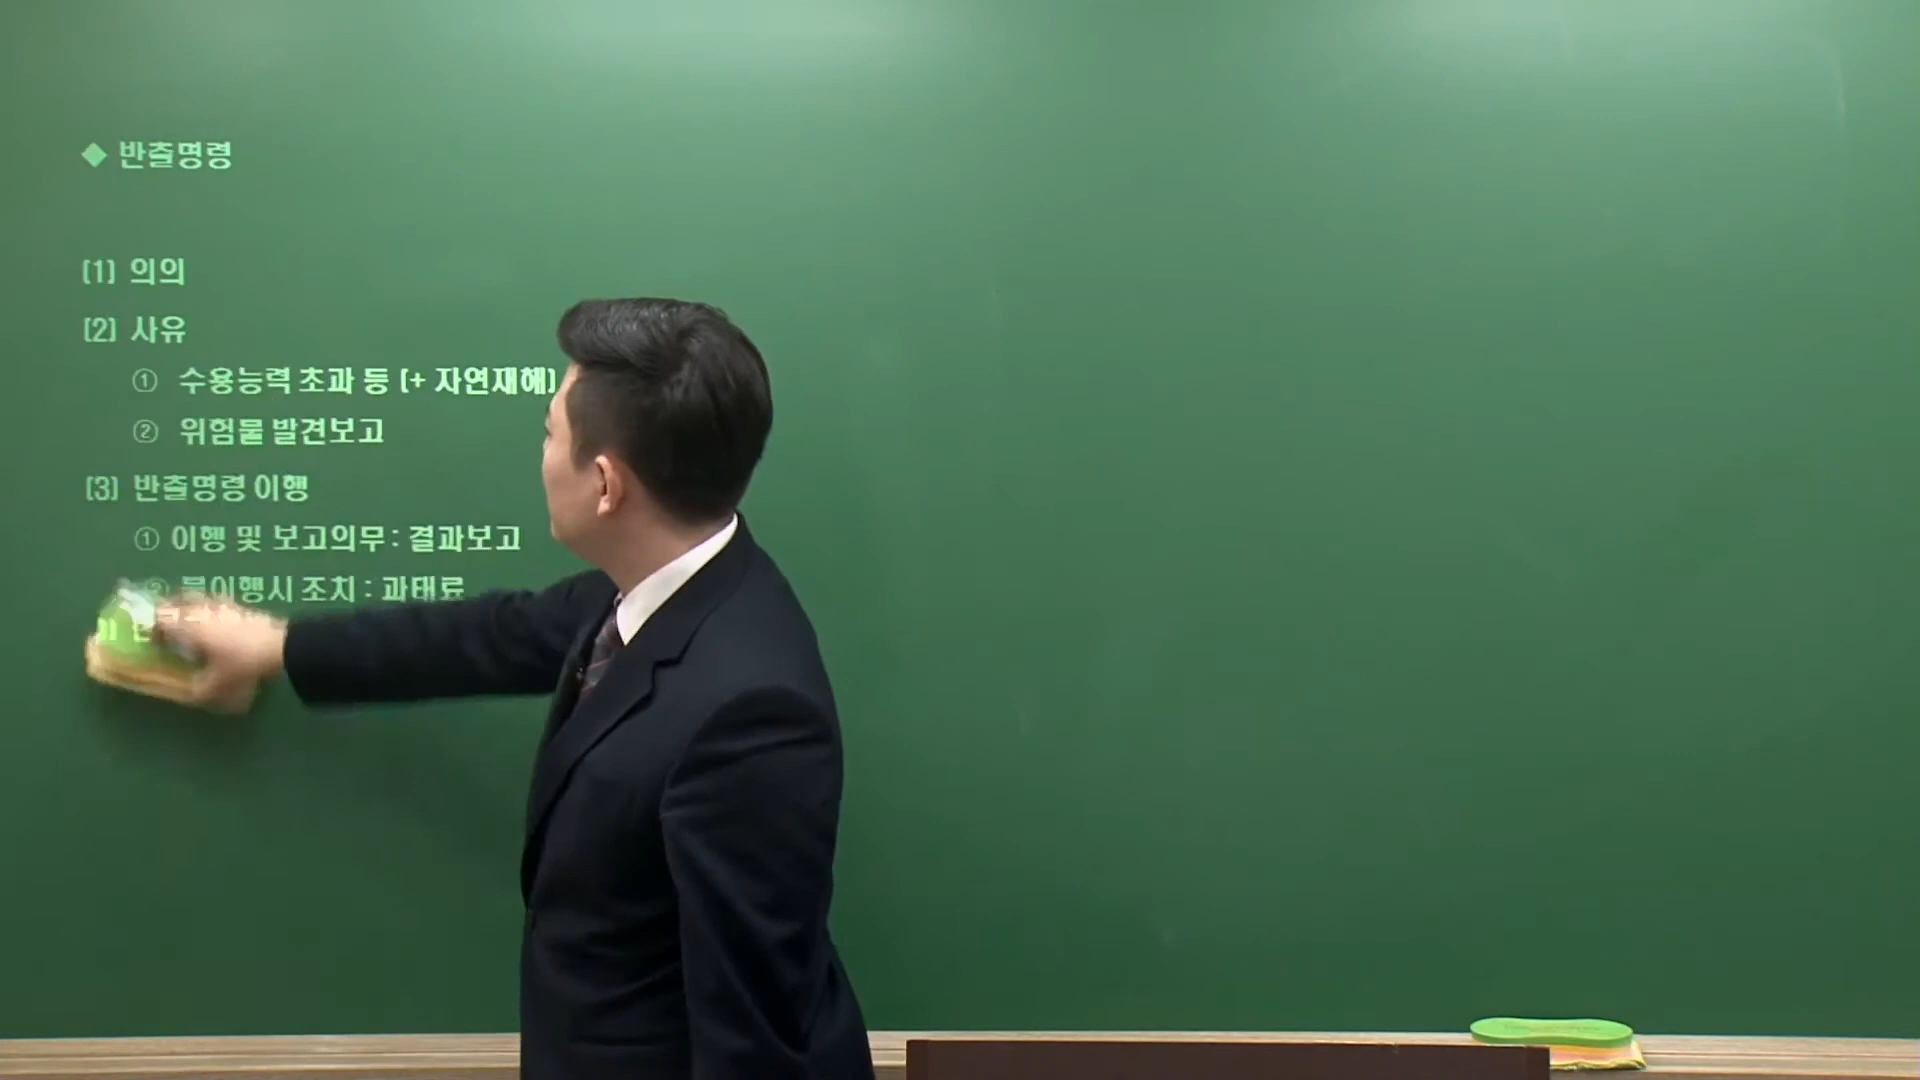 ◆ 반출명령
(1) 의의
(2) 사유
① 수용능력 초과 등 (+ 자연재해)
② 위험물 발견보고
(3) 반출명령 이행
① 이행 및 보고의무 : 결과보고
② 불이행시 조치 : 과태료